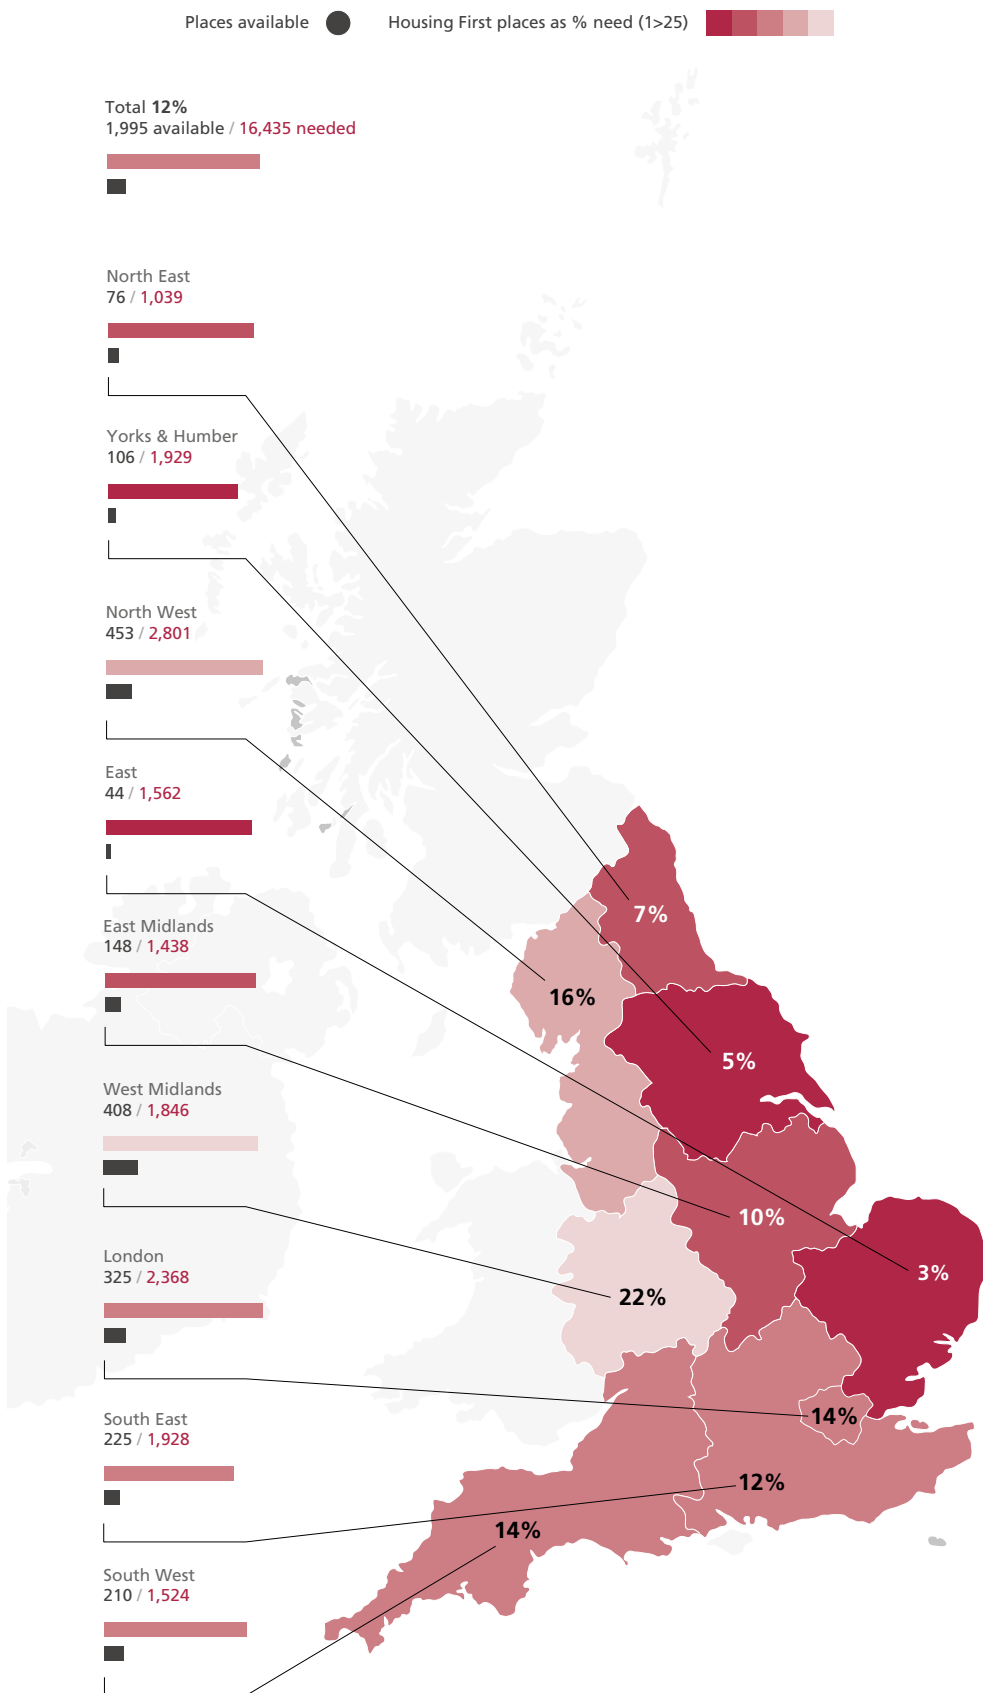 Places available
Housing First places as % need (1>25)
Total 12%
1,995 available / 16,435 needed
North East
76 / 1,039
Yorks & Humber
106 / 1,929
North West
453 / 2,801
East
44 / 1,562
East Midlands
148 / 1,438
West Midlands
408 / 1,846
London
325 / 2,368
South East
225 / 1,928
South West
210 / 1,524
7%
16%
5%
10%
3%
22%
14%
12%
14%